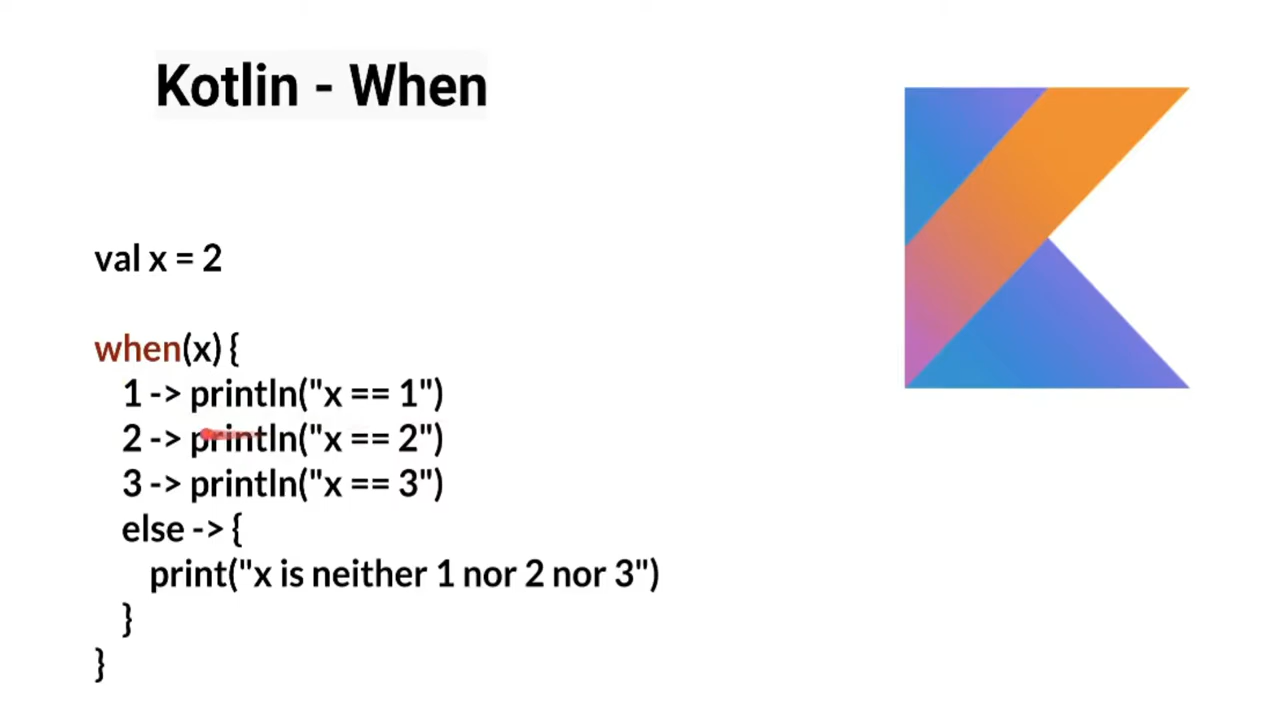 Kotlin - When
val x = 2
when(x) {
1 -> println("x == 1")
2 -> println("x == 2")
3 -> println("x == 3")
else -> {
print("x is neither 1 nor 2 nor 3")
}
}